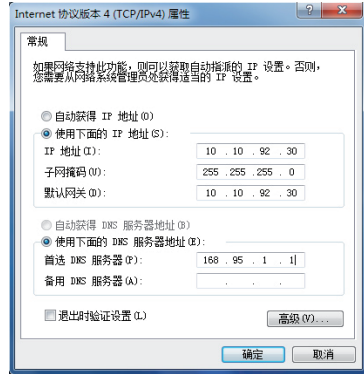 Internet 协议版本 4 (TCP/IPv4) 属性
常规
如果网络支持此功能，则可以获取自动指派的 IP 设置。否则，
您需要从网络系统管理员处获得适当的 IP 设置。
自动获得 IP 地址(O)
使用下面的 IP 地址(S):
IP 地址(I): 10 . 10 . 92 . 30
子网掩码(U): 255 .255 .255 . 0
默认网关(D): 10 . 10 . 92 . 30
自动获得 DNS 服务器地址(B)
使用下面的 DNS 服务器地址(E):
首选 DNS 服务器(P): 168 . 95 . 1 . 1
备用 DNS 服务器(A): . . .
退出时验证设置(L)
高级(V)...
确定 取消